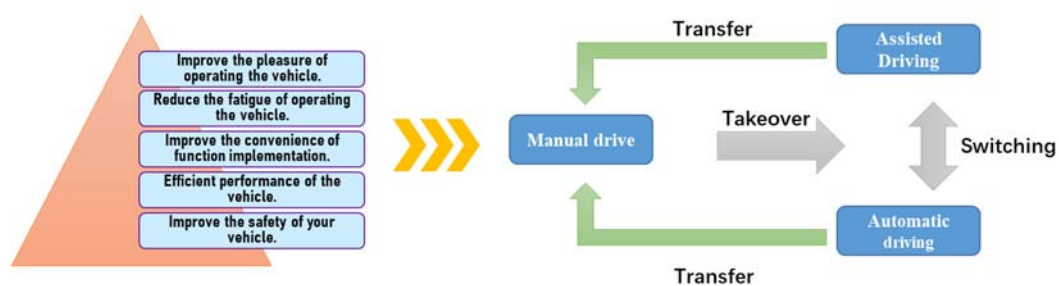 Improve the pleasure of
operating the vehicle.
Reduce the fatigue of operating
the vehicle.
Improve the convenience of
function implementation.
Efficient performance of the
vehicle.
Improve the safety of your
vehicle.
Transfer
Assisted
Driving
Manual drive
Takeover
Switching
Automatic
driving
Transfer